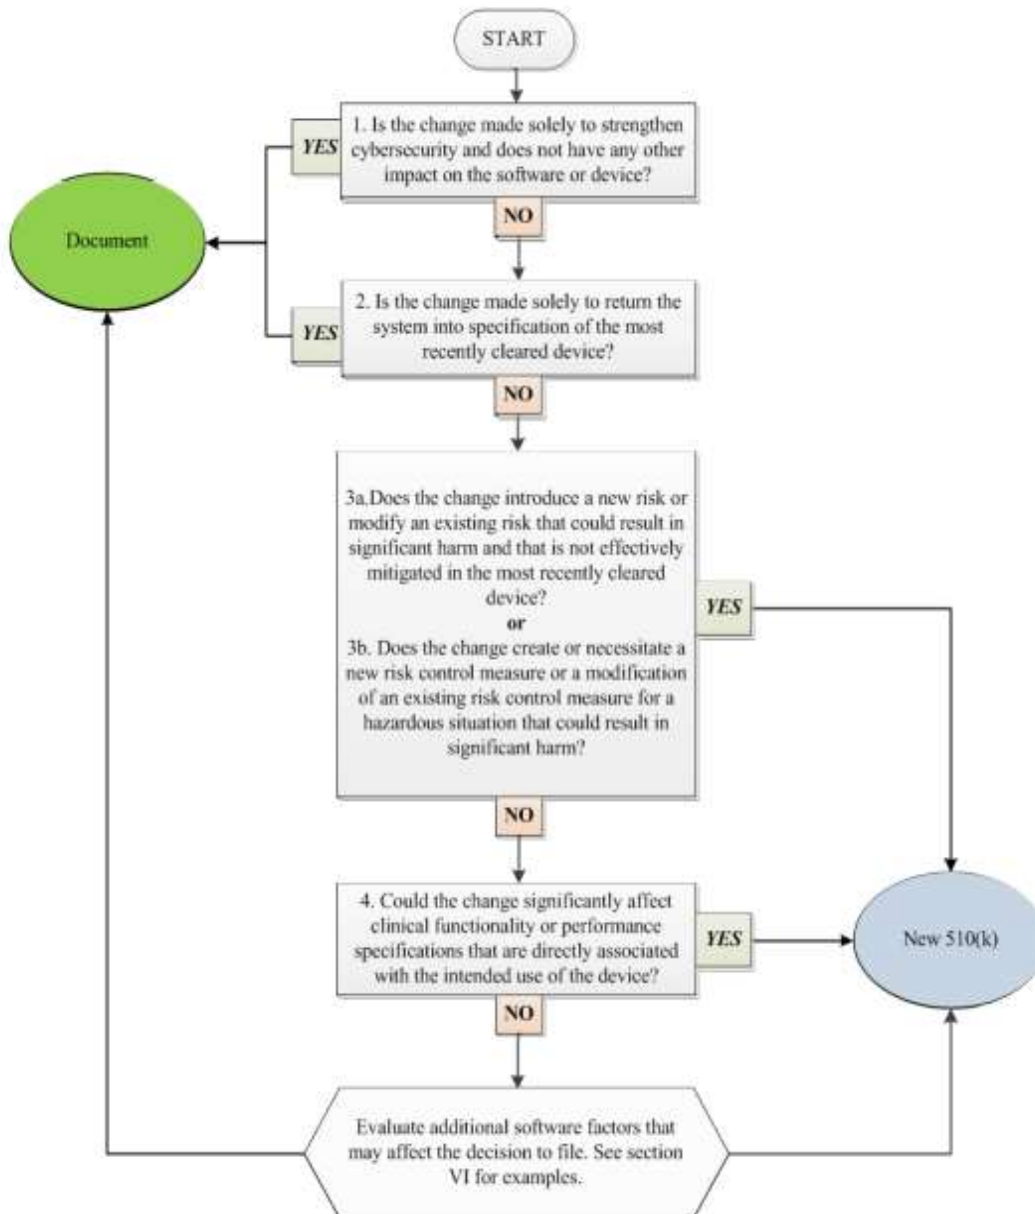 START
1. Is the change made solely to strengthen
cybersecurity and does not have any other
impact on the software or device?
YES
NO
Document
2. Is the change made solely to return the
system into specification of the most
recently cleared device?
YES
NO
3a.Does the change introduce a new risk or
modify an existing risk that could result in
significant harm and that is not effectively
mitigated in the most recently cleared
device?
or
3b. Does the change create or necessitate a
new risk control measure or a modification
of an existing risk control measure for a
hazardous situation that could result in
significant harm?
YES
NO
4. Could the change significantly affect
clinical functionality or performance
specifications that are directly associated
with the intended use of the device?
YES
New 510(k)
NO
Evaluate additional software factors that
may affect the decision to file. See section
VI for examples.